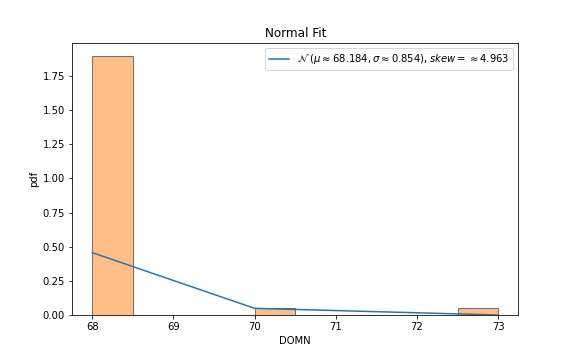 Normal Fit
𝒩 (μ ≈ 68.184, σ ≈ 0.854), skew = ≈ 4.963
pdf
1.75
1.50
1.25
1.00
0.75
0.50
0.25
0.00
68 69 70 71 72 73
DOMN